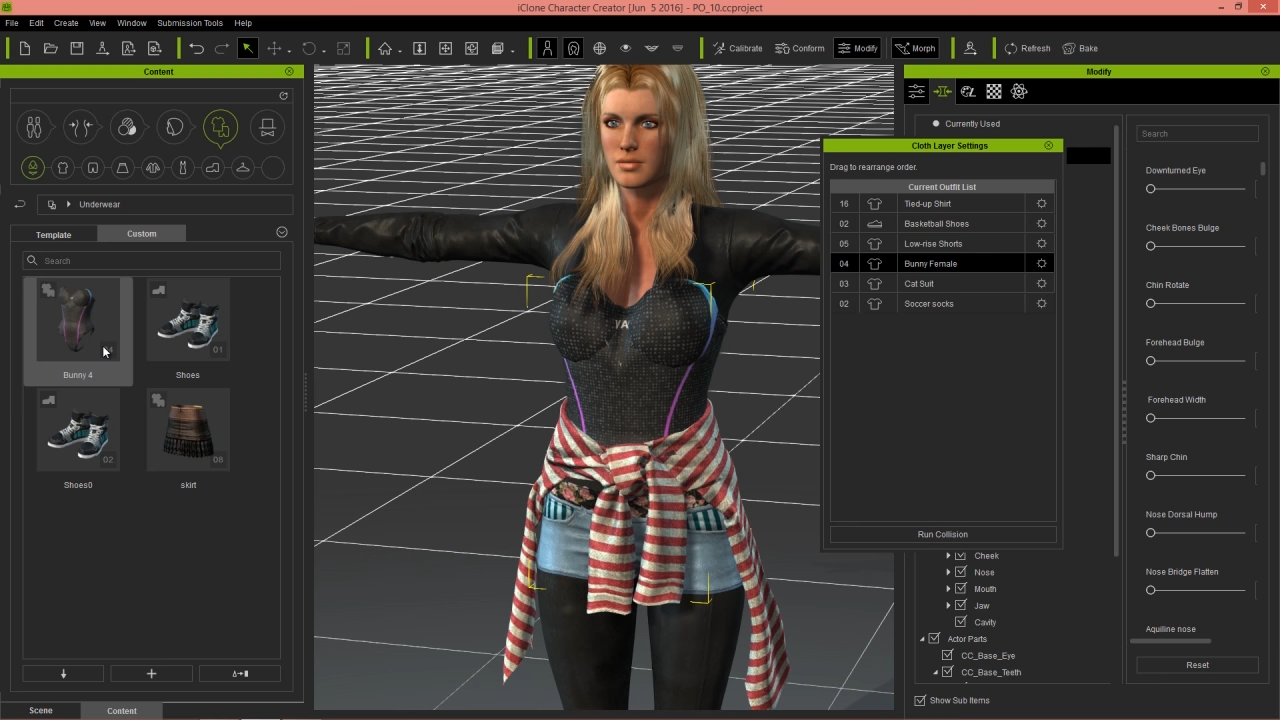 iClone Character Creator [Jun 5 2016] - PO_10.ccproject
File Edit Create View Window Submission Tools Help
Calibrate Conform Modify Morph Refresh Bake
Content
Underwear
Template Custom
Search
Bunny 4
01
Shoes
02
Shoes0
08
skirt
Scene Content
YA
Cloth Layer Settings
Drag to rearrange order.
Current Outfit List
16 Tied-up Shirt
02 Basketball Shoes
05 Low-rise Shorts
04 Bunny Female
03 Cat Suit
02 Soccer socks
Run Collision
Modify
Currently Used
Cheek
Nose
Mouth
Jaw
Cavity
Actor Parts
CC_Base_Eye
CC_Base_Teeth
Show Sub Items
Search
Downturned Eye
Cheek Bones Bulge
Chin Rotate
Forehead Bulge
Forehead Width
Sharp Chin
Nose Dorsal Hump
Nose Bridge Flatten
Aquiline nose
Reset